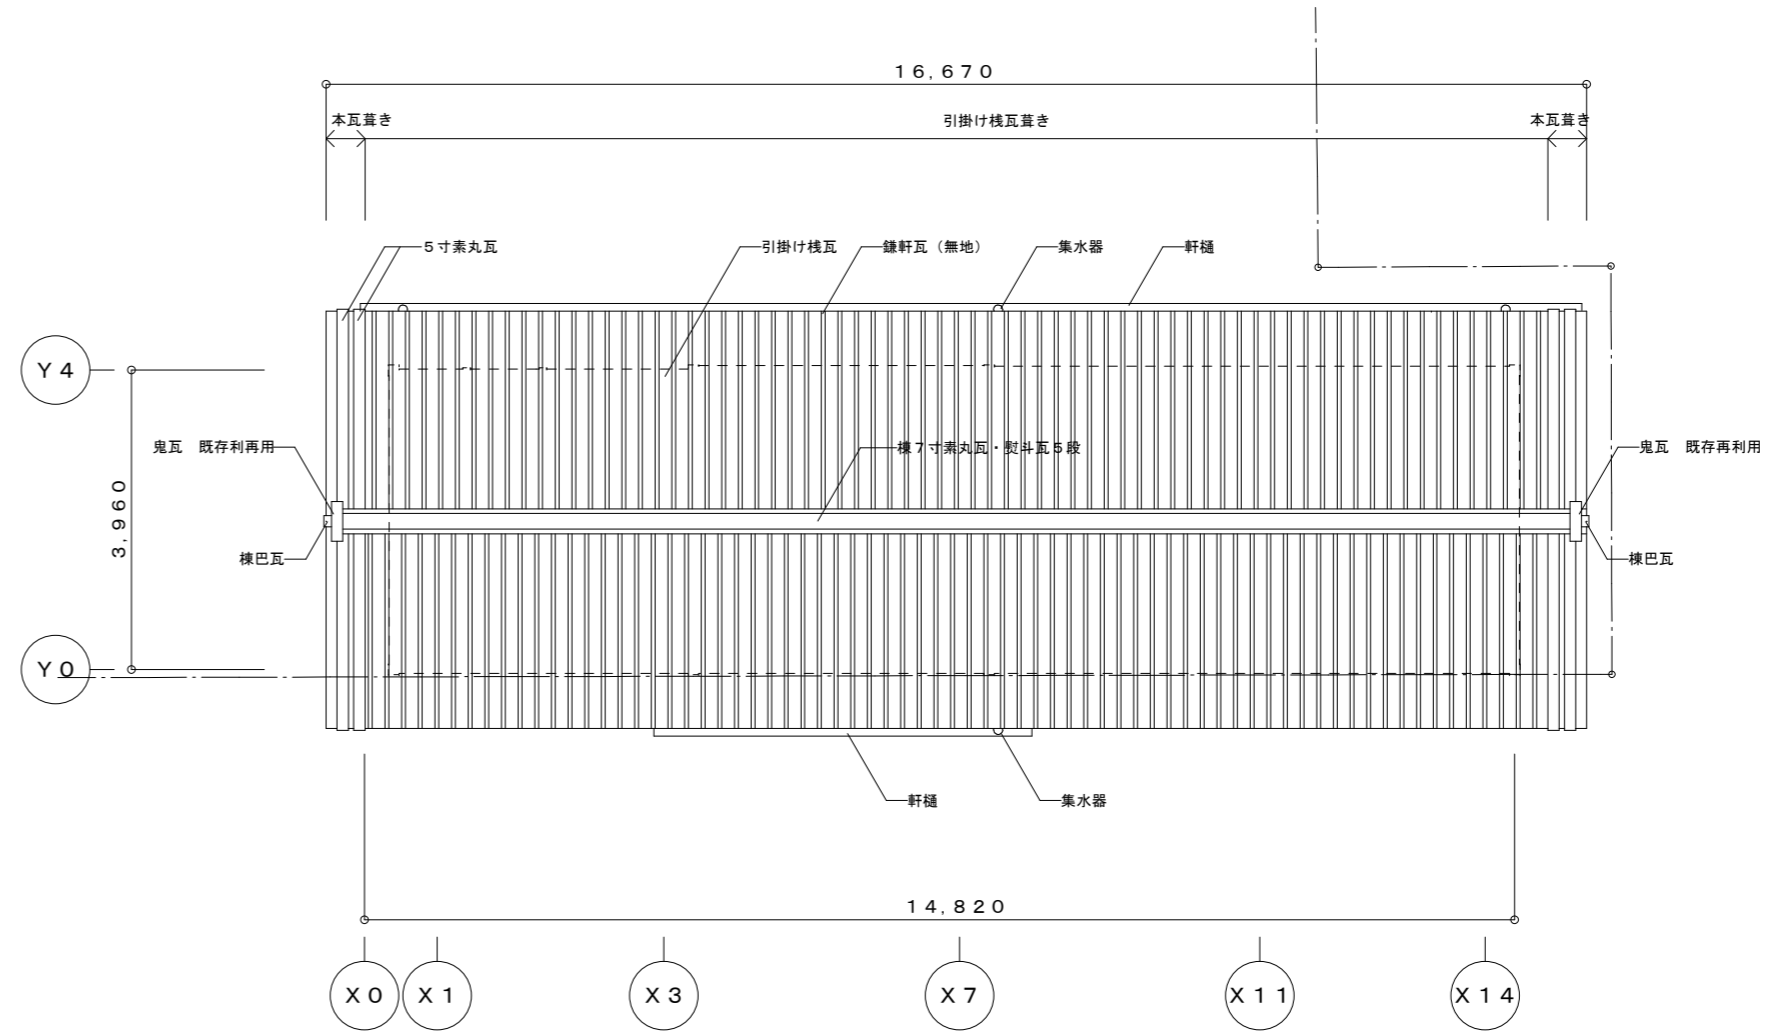 １６,６７０
本瓦葺き
引掛け桟瓦葺き
本瓦葺き
５寸素丸瓦
引掛け桟瓦
鎌軒瓦（無地）
集水器
軒樋
Ｙ４
鬼瓦　既存利再用
棟７寸素丸瓦・熨斗瓦５段
鬼瓦　既存再利用
３,９６０
棟巴瓦
棟巴瓦
Ｙ０
軒樋
集水器
１４,８２０
Ｘ０
Ｘ１
Ｘ３
Ｘ７
Ｘ１１
Ｘ１４